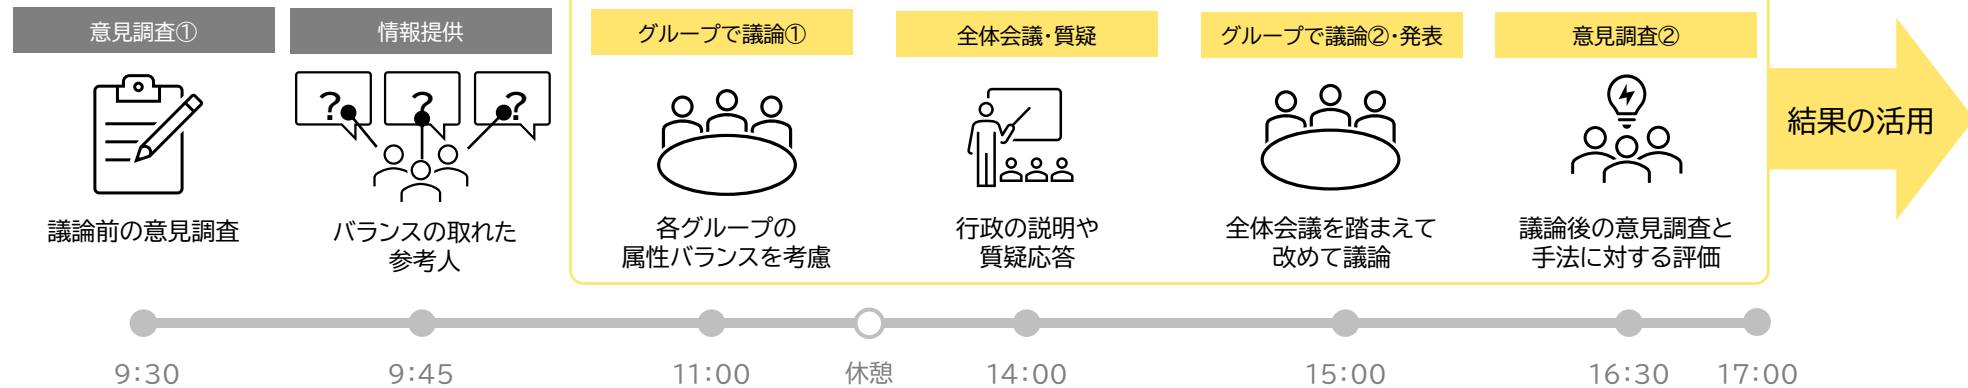 意見調査①
情報提供
グループで議論①
全体会議・質疑
グループで議論②・発表
意見調査②
? ? ?
結果の活用
議論前の意見調査
バランスの取れた
参考人
各グループの
属性バランスを考慮
行政の説明や
質疑応答
全体会議を踏まえて
改めて議論
議論後の意見調査と
手法に対する評価
9:30
9:45
11:00
休憩
14:00
15:00
16:30
17:00